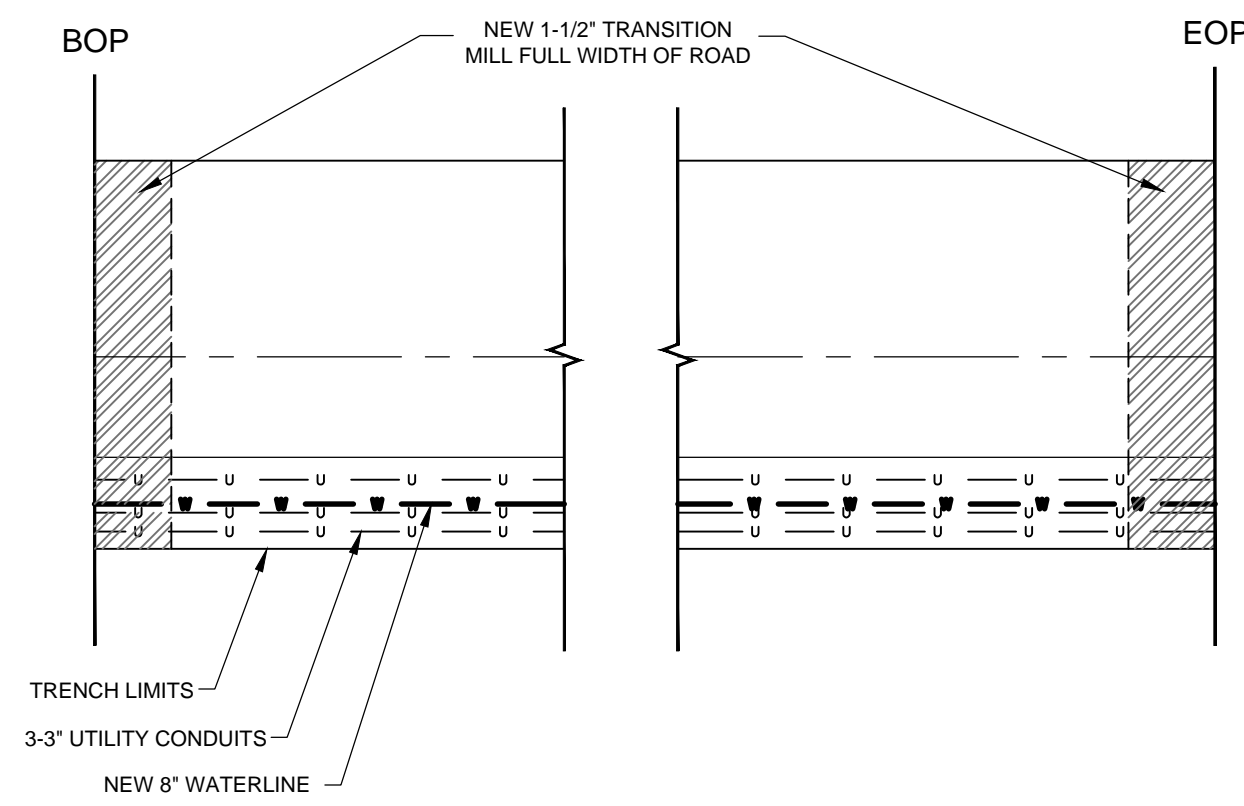 BOP
NEW 1-1/2" TRANSITION
MILL FULL WIDTH OF ROAD
EOP
U U U U U U U U U U
W W W W W W W W W
U U U U U U U U U U
U U U U U U U U U U
TRENCH LIMITS
3-3" UTILITY CONDUITS
NEW 8" WATERLINE